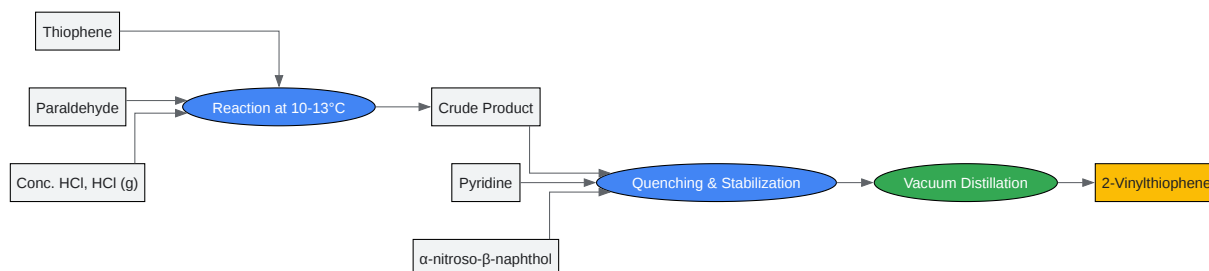 Thiophene
Paraldehyde
Reaction at 10-13°C
Crude Product
Conc. HCl, HCl (g)
Pyridine
Quenching & Stabilization
Vacuum Distillation
2-Vinylthiophene
α-nitroso-β-naphthol